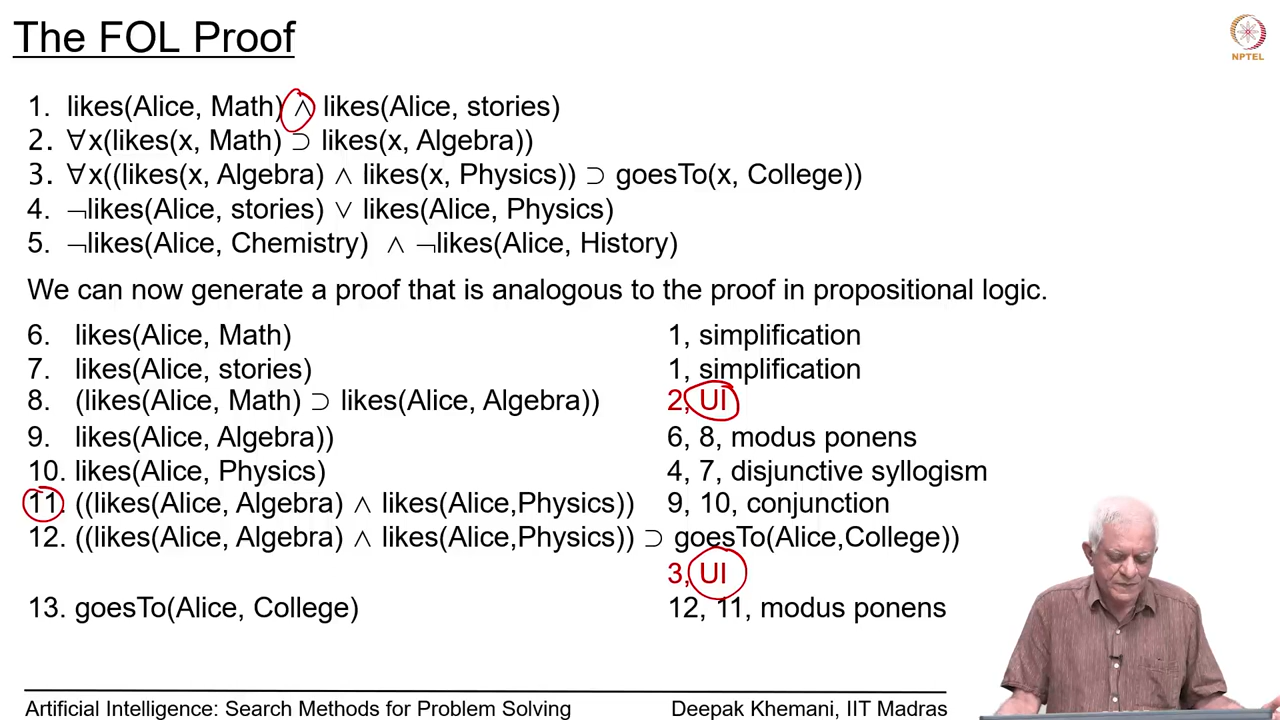 The FOL Proof
NPTEL
1. likes(Alice, Math) ∧ likes(Alice, stories)
2. ∀x(likes(x, Math) ⊃ likes(x, Algebra))
3. ∀x((likes(x, Algebra) ∧ likes(x, Physics)) ⊃ goesTo(x, College))
4. ¬likes(Alice, stories) ∨ likes(Alice, Physics)
5. ¬likes(Alice, Chemistry) ∧ ¬likes(Alice, History)
We can now generate a proof that is analogous to the proof in propositional logic.
6. likes(Alice, Math) 1, simplification
7. likes(Alice, stories) 1, simplification
8. (likes(Alice, Math) ⊃ likes(Alice, Algebra)) 2, UI
9. likes(Alice, Algebra)) 6, 8, modus ponens
10. likes(Alice, Physics) 4, 7, disjunctive syllogism
11. ((likes(Alice, Algebra) ∧ likes(Alice,Physics)) 9, 10, conjunction
12. ((likes(Alice, Algebra) ∧ likes(Alice,Physics)) ⊃ goesTo(Alice,College))
3, UI
13. goesTo(Alice, College) 12, 11, modus ponens
Artificial Intelligence: Search Methods for Problem Solving Deepak Khemani, IIT Madras